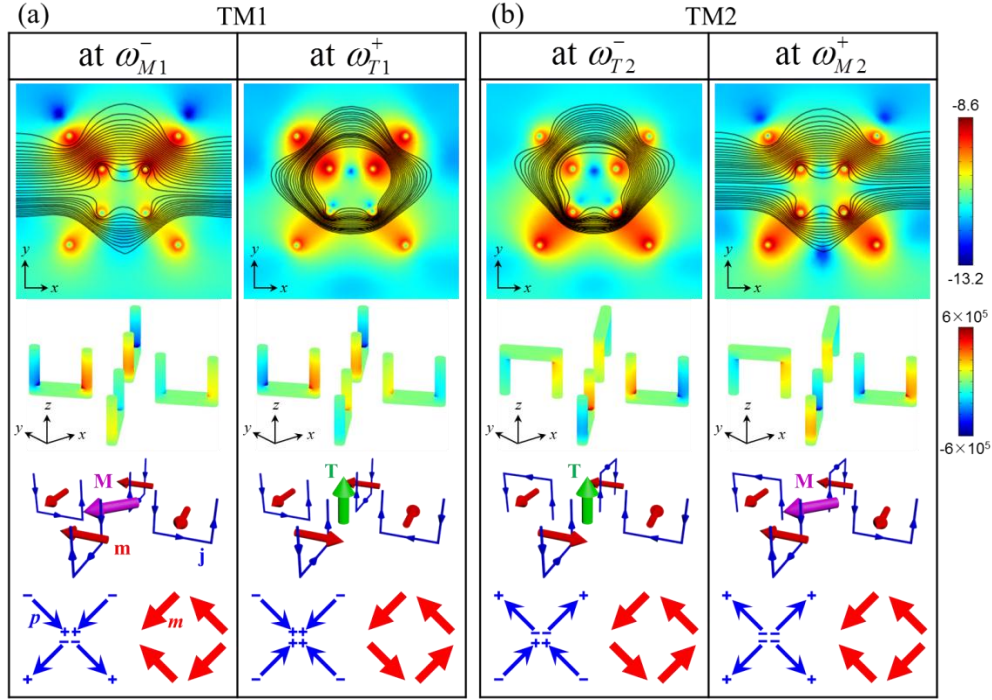 (a) TM1 (b) TM2
at ω⁻M1 at ω⁺T1 at ω⁻T2 at ω⁺M2
-8.6
-13.2
y y y y
x x x x
6×10⁵
-6×10⁵
z z z z
y x y x y x y x
M T T M
m
j
- - - - + + + +
p m
++ ++ -- --
-- ++ ++ --
+ + - - - - + +